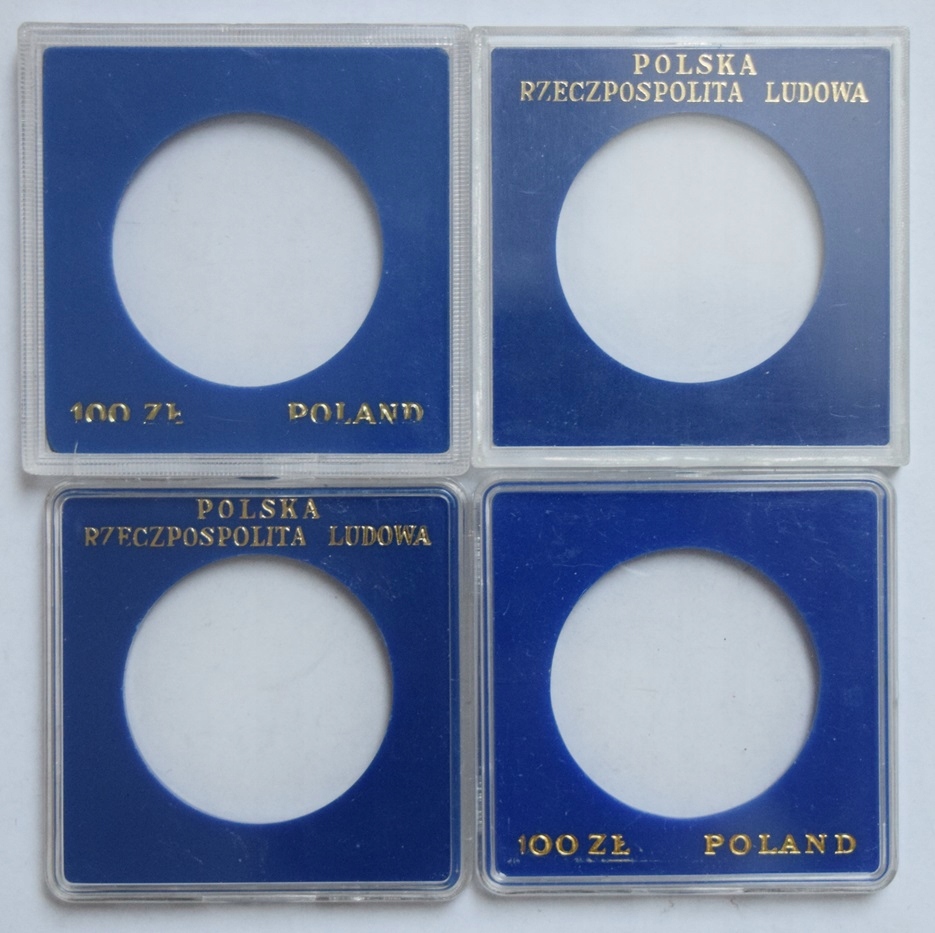 POLSKA
RZECZPOSPOLITA LUDOWA
100 ZŁ POLAND
POLSKA
RZECZPOSPOLITA LUDOWA
100 ZŁ POLAND